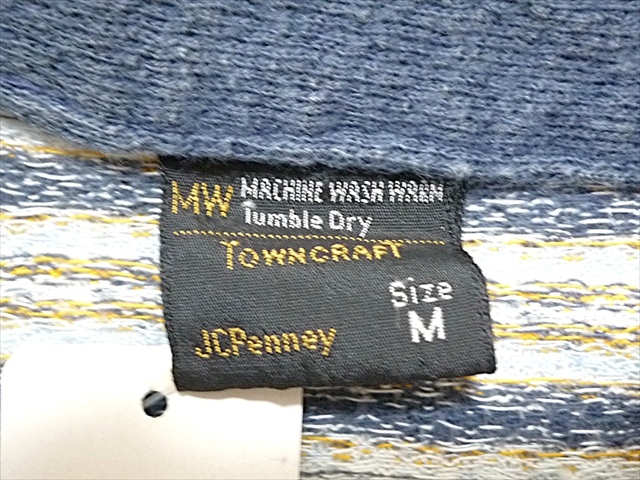 MW MACHINE WASH WARM
Tumble Dry
TOWNCRAFT
Size
M
JCPenney